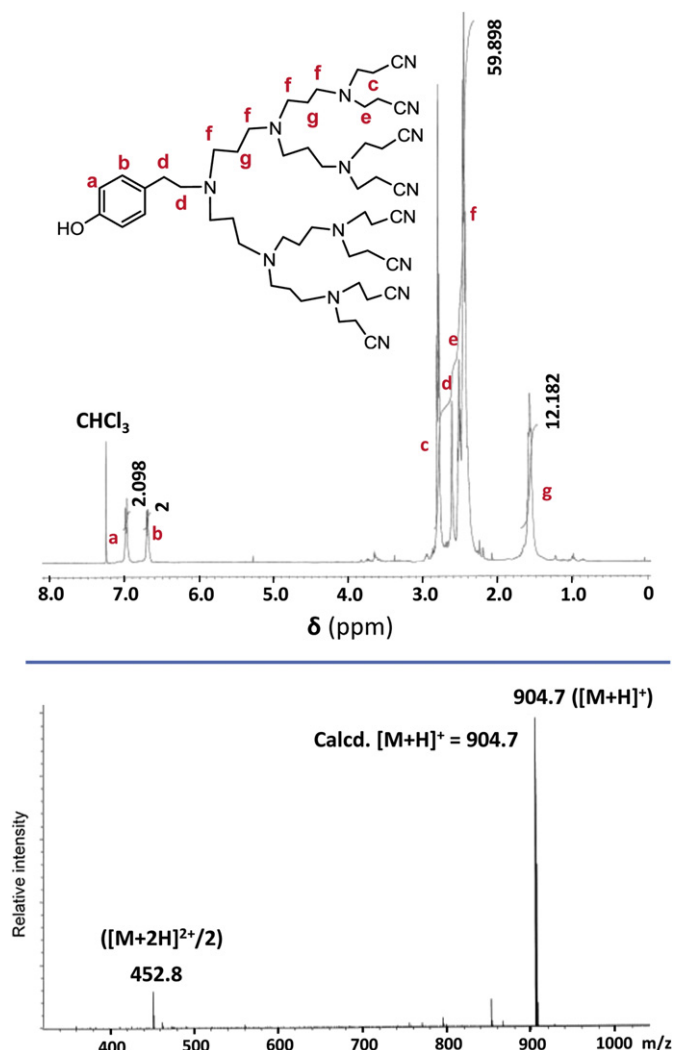 CN
f
f
N
c
CN
f
g
e
f
N
CN
g
N
b
d
CN
a
N
d
CN
HO
N
N
CN
CN
N
CN
59.898
f
e
d
CHCl3
c
12.182
2.098
2
a
b
g
8.0 7.0 6.0 5.0 4.0 3.0 2.0 1.0 0
δ (ppm)
904.7 ([M+H]+)
Calcd. [M+H]+ = 904.7
Relative intensity
([M+2H]2+/2)
452.8
400 500 600 700 800 900 1000 m/z